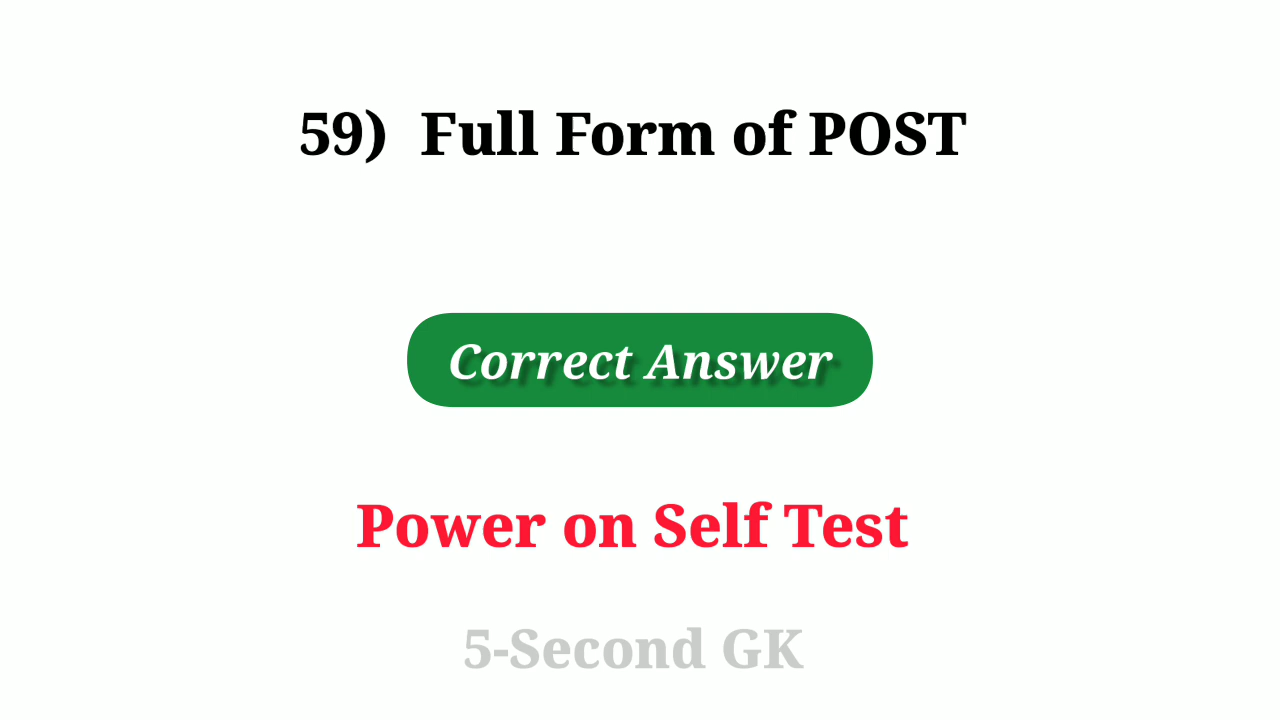 59) Full Form of POST
Correct Answer
Power on Self Test
5-Second GK